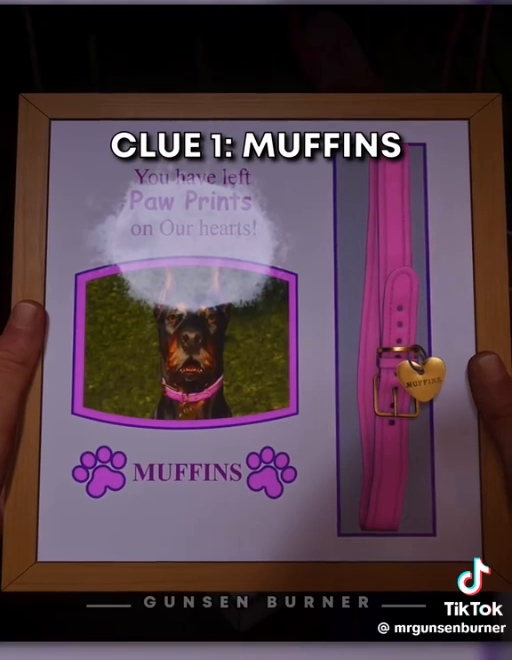 CLUE 1: MUFFINS
You have left
Paw Prints
on Our hearts!
MUFFINS
MUFFINS
GUNSEN BURNER
TikTok
@ mrgunsenburner